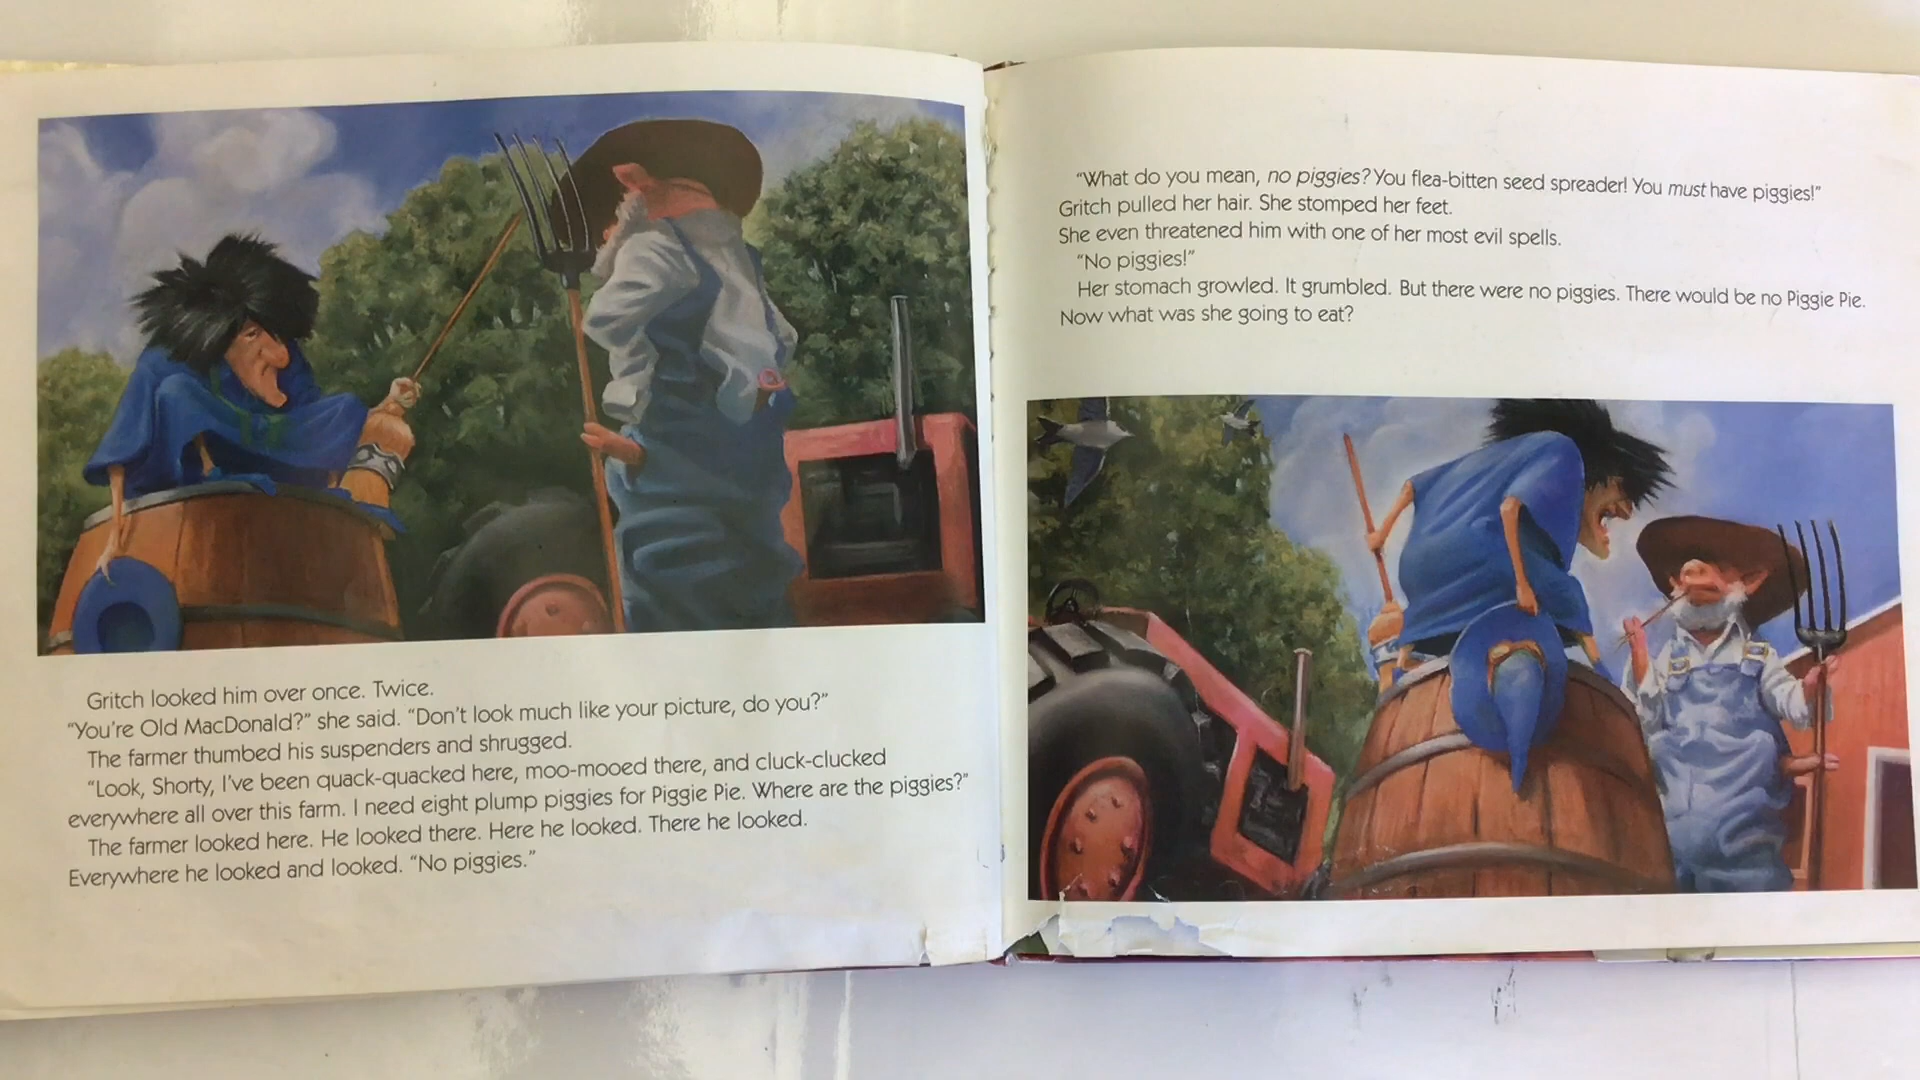 Gritch looked him over once. Twice.
“You’re Old MacDonald?” she said. “Don’t look much like your picture, do you?”
The farmer thumbed his suspenders and shrugged.
“Look, Shorty, I’ve been quack-quacked here, moo-mooed there, and cluck-clucked
everywhere all over this farm. I need eight plump piggies for Piggie Pie. Where are the piggies?”
The farmer looked here. He looked there. Here he looked. There he looked.
Everywhere he looked and looked. “No piggies.”
“What do you mean, no piggies? You flea-bitten seed spreader! You must have piggies!”
Gritch pulled her hair. She stomped her feet.
She even threatened him with one of her most evil spells.
“No piggies!”
Her stomach growled. It grumbled. But there were no piggies. There would be no Piggie Pie.
Now what was she going to eat?